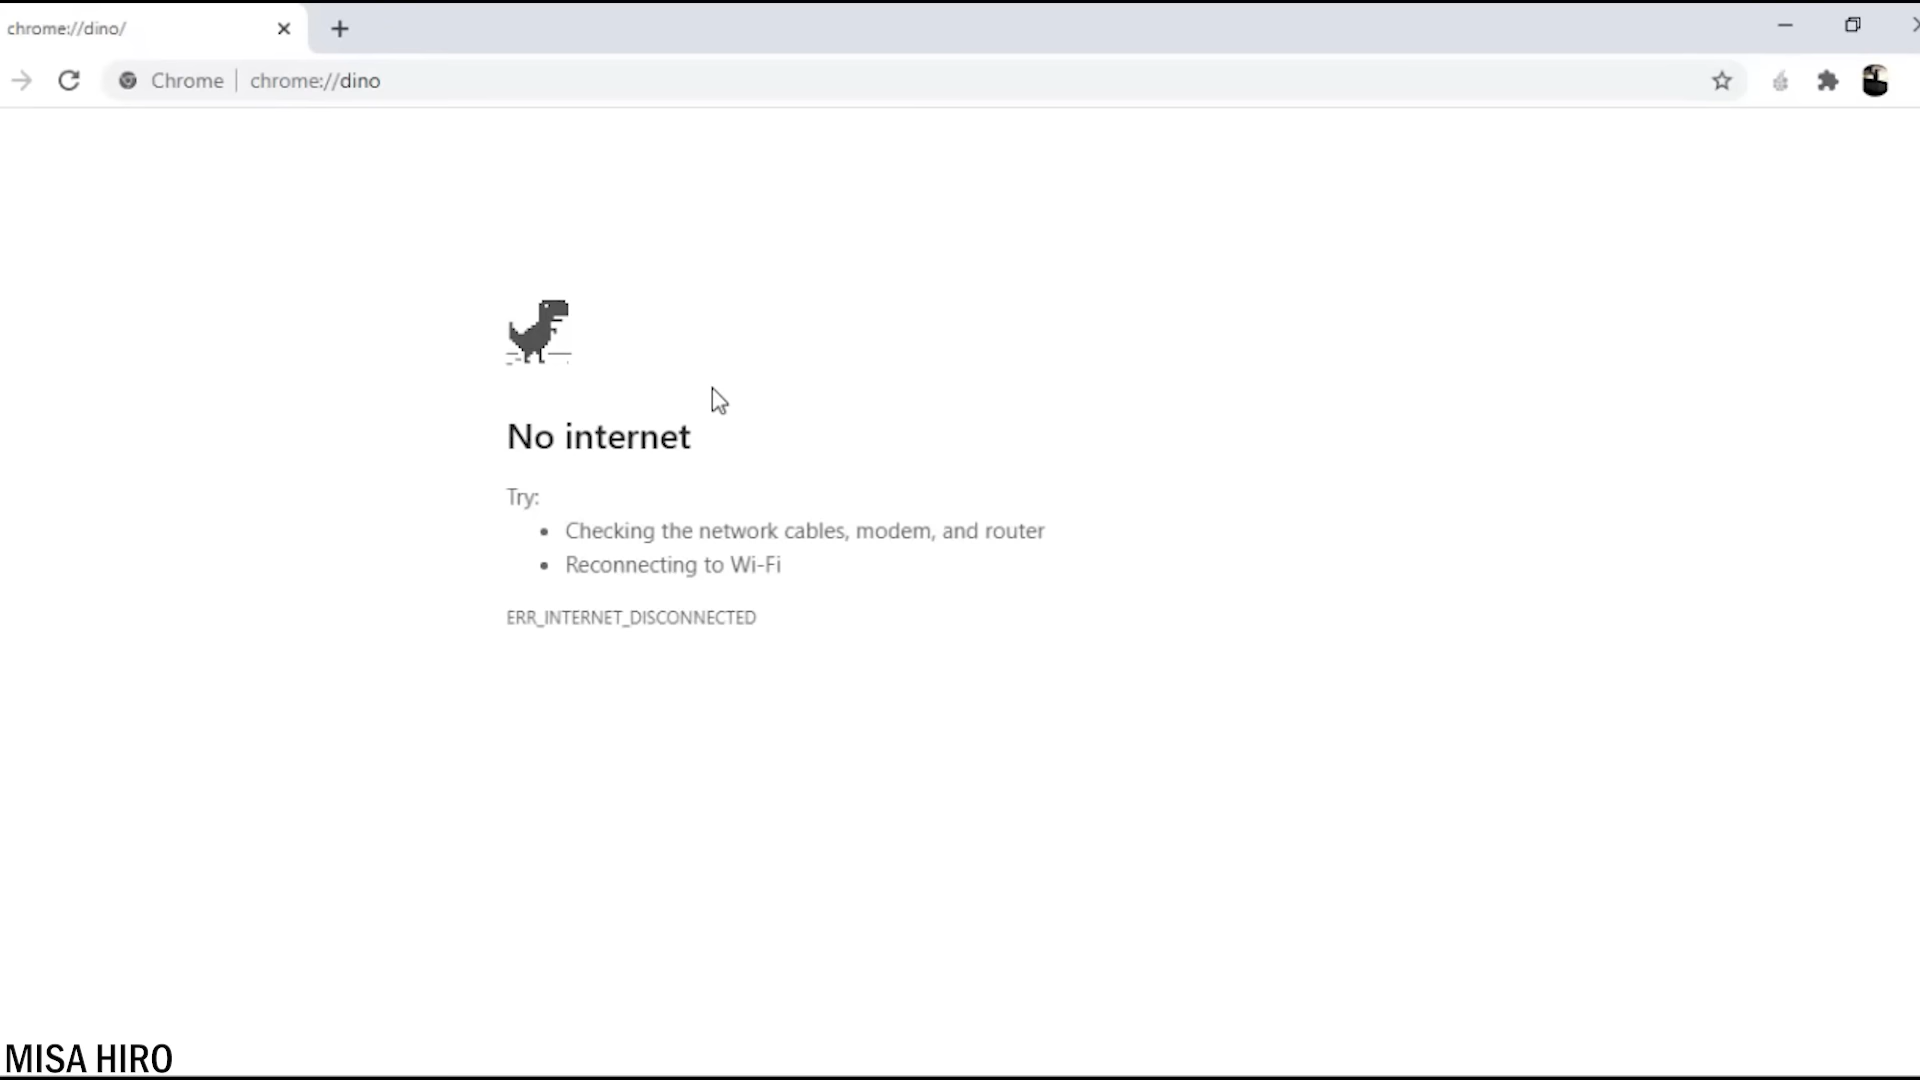 chrome://dino/
Chrome | chrome://dino
No internet
Try:
• Checking the network cables, modem, and router
• Reconnecting to Wi-Fi
ERR_INTERNET_DISCONNECTED
MISA HIRO